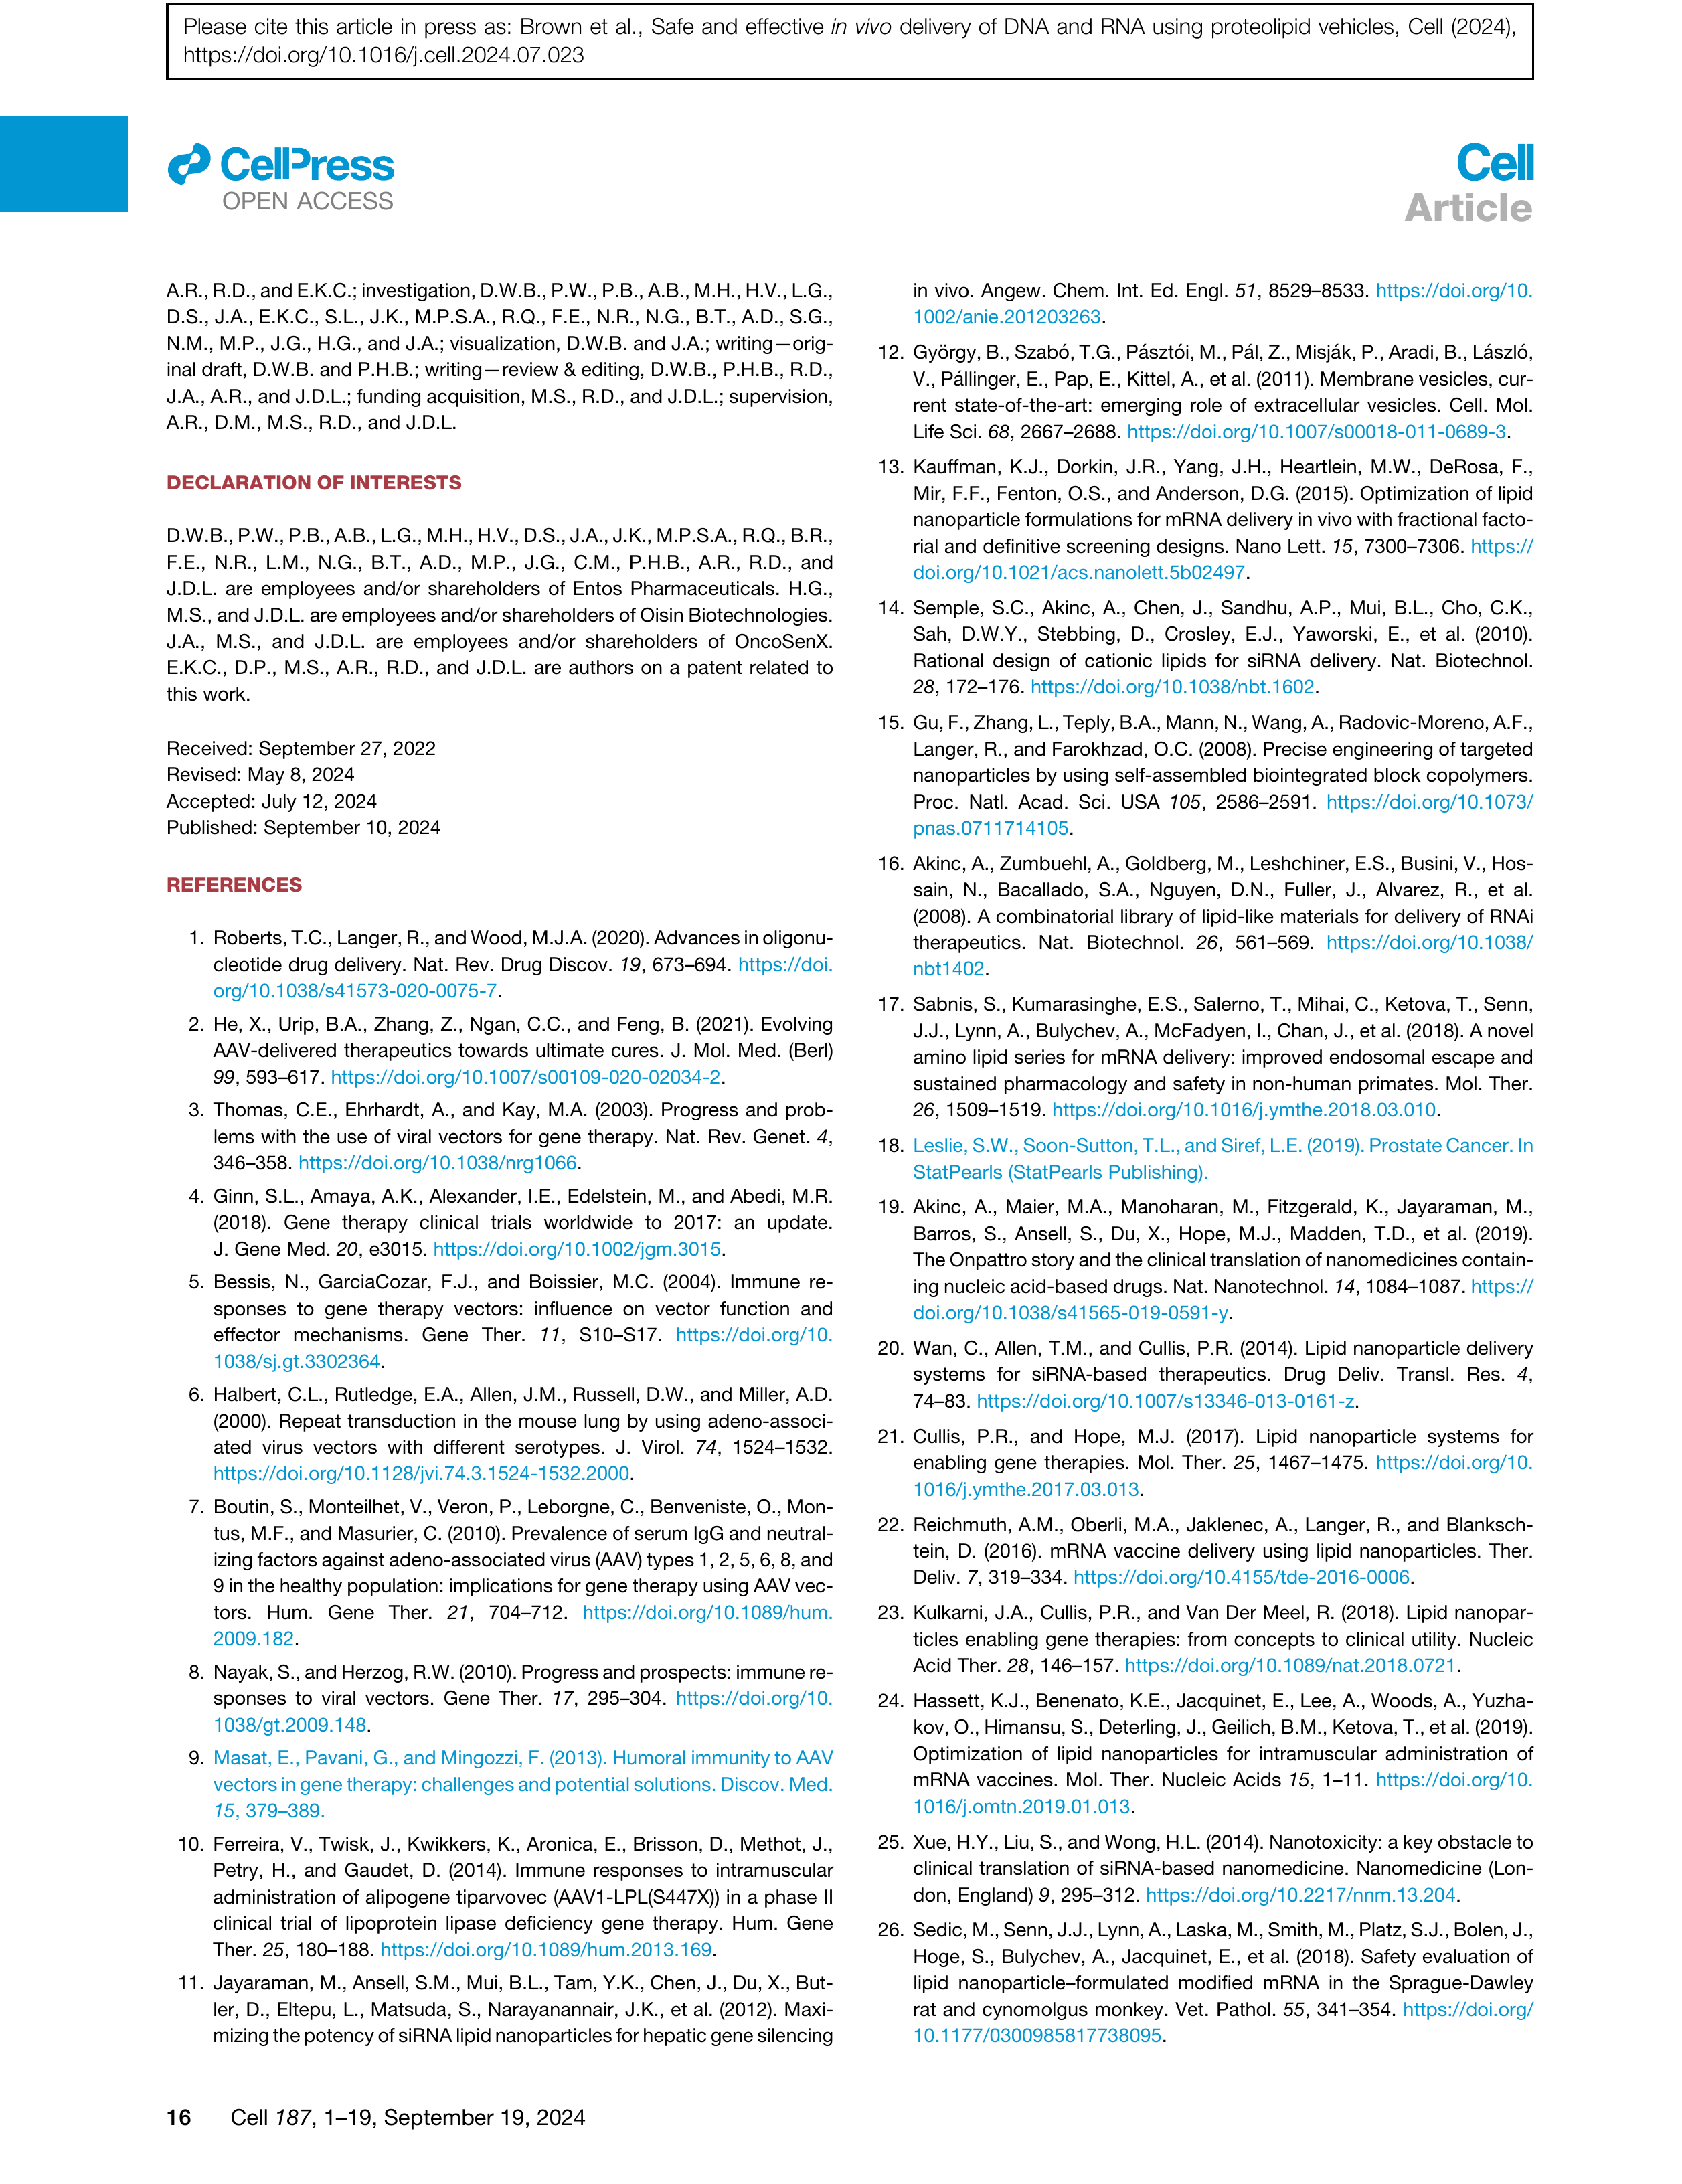 Please cite this article in press as: Brown et al., Safe and effective in vivo delivery of DNA and RNA using proteolipid vehicles, Cell (2024),
https://doi.org/10.1016/j.cell.2024.07.023
CellPress
OPEN ACCESS
Cell
Article
A.R., R.D., and E.K.C.; investigation, D.W.B., P.W., P.B., A.B., M.H., H.V., L.G.,
D.S., J.A., E.K.C., S.L., J.K., M.P.S.A., R.Q., F.E., N.R., N.G., B.T., A.D., S.G.,
N.M., M.P., J.G., H.G., and J.A.; visualization, D.W.B. and J.A.; writing—orig-
inal draft, D.W.B. and P.H.B.; writing—review & editing, D.W.B., P.H.B., R.D.,
J.A., A.R., and J.D.L.; funding acquisition, M.S., R.D., and J.D.L.; supervision,
A.R., D.M., M.S., R.D., and J.D.L.
DECLARATION OF INTERESTS
D.W.B., P.W., P.B., A.B., L.G., M.H., H.V., D.S., J.A., J.K., M.P.S.A., R.Q., B.R.,
F.E., N.R., L.M., N.G., B.T., A.D., M.P., J.G., C.M., P.H.B., A.R., R.D., and
J.D.L. are employees and/or shareholders of Entos Pharmaceuticals. H.G.,
M.S., and J.D.L. are employees and/or shareholders of Oisin Biotechnologies.
J.A., M.S., and J.D.L. are employees and/or shareholders of OncoSenX.
E.K.C., D.P., M.S., A.R., R.D., and J.D.L. are authors on a patent related to
this work.
Received: September 27, 2022
Revised: May 8, 2024
Accepted: July 12, 2024
Published: September 10, 2024
REFERENCES
1. Roberts, T.C., Langer, R., and Wood, M.J.A. (2020). Advances in oligonu-
cleotide drug delivery. Nat. Rev. Drug Discov. 19, 673–694. https://doi.
org/10.1038/s41573-020-0075-7.
2. He, X., Urip, B.A., Zhang, Z., Ngan, C.C., and Feng, B. (2021). Evolving
AAV-delivered therapeutics towards ultimate cures. J. Mol. Med. (Berl)
99, 593–617. https://doi.org/10.1007/s00109-020-02034-2.
3. Thomas, C.E., Ehrhardt, A., and Kay, M.A. (2003). Progress and prob-
lems with the use of viral vectors for gene therapy. Nat. Rev. Genet. 4,
346–358. https://doi.org/10.1038/nrg1066.
4. Ginn, S.L., Amaya, A.K., Alexander, I.E., Edelstein, M., and Abedi, M.R.
(2018). Gene therapy clinical trials worldwide to 2017: an update.
J. Gene Med. 20, e3015. https://doi.org/10.1002/jgm.3015.
5. Bessis, N., GarciaCozar, F.J., and Boissier, M.C. (2004). Immune re-
sponses to gene therapy vectors: influence on vector function and
effector mechanisms. Gene Ther. 11, S10–S17. https://doi.org/10.
1038/sj.gt.3302364.
6. Halbert, C.L., Rutledge, E.A., Allen, J.M., Russell, D.W., and Miller, A.D.
(2000). Repeat transduction in the mouse lung by using adeno-associ-
ated virus vectors with different serotypes. J. Virol. 74, 1524–1532.
https://doi.org/10.1128/jvi.74.3.1524-1532.2000.
7. Boutin, S., Monteilhet, V., Veron, P., Leborgne, C., Benveniste, O., Mon-
tus, M.F., and Masurier, C. (2010). Prevalence of serum IgG and neutral-
izing factors against adeno-associated virus (AAV) types 1, 2, 5, 6, 8, and
9 in the healthy population: implications for gene therapy using AAV vec-
tors. Hum. Gene Ther. 21, 704–712. https://doi.org/10.1089/hum.
2009.182.
8. Nayak, S., and Herzog, R.W. (2010). Progress and prospects: immune re-
sponses to viral vectors. Gene Ther. 17, 295–304. https://doi.org/10.
1038/gt.2009.148.
9. Masat, E., Pavani, G., and Mingozzi, F. (2013). Humoral immunity to AAV
vectors in gene therapy: challenges and potential solutions. Discov. Med.
15, 379–389.
10. Ferreira, V., Twisk, J., Kwikkers, K., Aronica, E., Brisson, D., Methot, J.,
Petry, H., and Gaudet, D. (2014). Immune responses to intramuscular
administration of alipogene tiparvovec (AAV1-LPL(S447X)) in a phase II
clinical trial of lipoprotein lipase deficiency gene therapy. Hum. Gene
Ther. 25, 180–188. https://doi.org/10.1089/hum.2013.169.
11. Jayaraman, M., Ansell, S.M., Mui, B.L., Tam, Y.K., Chen, J., Du, X., But-
ler, D., Eltepu, L., Matsuda, S., Narayanannair, J.K., et al. (2012). Maxi-
mizing the potency of siRNA lipid nanoparticles for hepatic gene silencing
in vivo. Angew. Chem. Int. Ed. Engl. 51, 8529–8533. https://doi.org/10.
1002/anie.201203263.
12. György, B., Szabó, T.G., Pásztói, M., Pál, Z., Misják, P., Aradi, B., László,
V., Pállinger, E., Pap, E., Kittel, A., et al. (2011). Membrane vesicles, cur-
rent state-of-the-art: emerging role of extracellular vesicles. Cell. Mol.
Life Sci. 68, 2667–2688. https://doi.org/10.1007/s00018-011-0689-3.
13. Kauffman, K.J., Dorkin, J.R., Yang, J.H., Heartlein, M.W., DeRosa, F.,
Mir, F.F., Fenton, O.S., and Anderson, D.G. (2015). Optimization of lipid
nanoparticle formulations for mRNA delivery in vivo with fractional facto-
rial and definitive screening designs. Nano Lett. 15, 7300–7306. https://
doi.org/10.1021/acs.nanolett.5b02497.
14. Semple, S.C., Akinc, A., Chen, J., Sandhu, A.P., Mui, B.L., Cho, C.K.,
Sah, D.W.Y., Stebbing, D., Crosley, E.J., Yaworski, E., et al. (2010).
Rational design of cationic lipids for siRNA delivery. Nat. Biotechnol.
28, 172–176. https://doi.org/10.1038/nbt.1602.
15. Gu, F., Zhang, L., Teply, B.A., Mann, N., Wang, A., Radovic-Moreno, A.F.,
Langer, R., and Farokhzad, O.C. (2008). Precise engineering of targeted
nanoparticles by using self-assembled biointegrated block copolymers.
Proc. Natl. Acad. Sci. USA 105, 2586–2591. https://doi.org/10.1073/
pnas.0711714105.
16. Akinc, A., Zumbuehl, A., Goldberg, M., Leshchiner, E.S., Busini, V., Hos-
sain, N., Bacallado, S.A., Nguyen, D.N., Fuller, J., Alvarez, R., et al.
(2008). A combinatorial library of lipid-like materials for delivery of RNAi
therapeutics. Nat. Biotechnol. 26, 561–569. https://doi.org/10.1038/
nbt1402.
17. Sabnis, S., Kumarasinghe, E.S., Salerno, T., Mihai, C., Ketova, T., Senn,
J.J., Lynn, A., Bulychev, A., McFadyen, I., Chan, J., et al. (2018). A novel
amino lipid series for mRNA delivery: improved endosomal escape and
sustained pharmacology and safety in non-human primates. Mol. Ther.
26, 1509–1519. https://doi.org/10.1016/j.ymthe.2018.03.010.
18. Leslie, S.W., Soon-Sutton, T.L., and Siref, L.E. (2019). Prostate Cancer. In
StatPearls (StatPearls Publishing).
19. Akinc, A., Maier, M.A., Manoharan, M., Fitzgerald, K., Jayaraman, M.,
Barros, S., Ansell, S., Du, X., Hope, M.J., Madden, T.D., et al. (2019).
The Onpattro story and the clinical translation of nanomedicines contain-
ing nucleic acid-based drugs. Nat. Nanotechnol. 14, 1084–1087. https://
doi.org/10.1038/s41565-019-0591-y.
20. Wan, C., Allen, T.M., and Cullis, P.R. (2014). Lipid nanoparticle delivery
systems for siRNA-based therapeutics. Drug Deliv. Transl. Res. 4,
74–83. https://doi.org/10.1007/s13346-013-0161-z.
21. Cullis, P.R., and Hope, M.J. (2017). Lipid nanoparticle systems for
enabling gene therapies. Mol. Ther. 25, 1467–1475. https://doi.org/10.
1016/j.ymthe.2017.03.013.
22. Reichmuth, A.M., Oberli, M.A., Jaklenec, A., Langer, R., and Blanksch-
tein, D. (2016). mRNA vaccine delivery using lipid nanoparticles. Ther.
Deliv. 7, 319–334. https://doi.org/10.4155/tde-2016-0006.
23. Kulkarni, J.A., Cullis, P.R., and Van Der Meel, R. (2018). Lipid nanopar-
ticles enabling gene therapies: from concepts to clinical utility. Nucleic
Acid Ther. 28, 146–157. https://doi.org/10.1089/nat.2018.0721.
24. Hassett, K.J., Benenato, K.E., Jacquinet, E., Lee, A., Woods, A., Yuzha-
kov, O., Himansu, S., Deterling, J., Geilich, B.M., Ketova, T., et al. (2019).
Optimization of lipid nanoparticles for intramuscular administration of
mRNA vaccines. Mol. Ther. Nucleic Acids 15, 1–11. https://doi.org/10.
1016/j.omtn.2019.01.013.
25. Xue, H.Y., Liu, S., and Wong, H.L. (2014). Nanotoxicity: a key obstacle to
clinical translation of siRNA-based nanomedicine. Nanomedicine (Lon-
don, England) 9, 295–312. https://doi.org/10.2217/nnm.13.204.
26. Sedic, M., Senn, J.J., Lynn, A., Laska, M., Smith, M., Platz, S.J., Bolen, J.,
Hoge, S., Bulychev, A., Jacquinet, E., et al. (2018). Safety evaluation of
lipid nanoparticle–formulated modified mRNA in the Sprague-Dawley
rat and cynomolgus monkey. Vet. Pathol. 55, 341–354. https://doi.org/
10.1177/0300985817738095.
16 Cell 187, 1–19, September 19, 2024